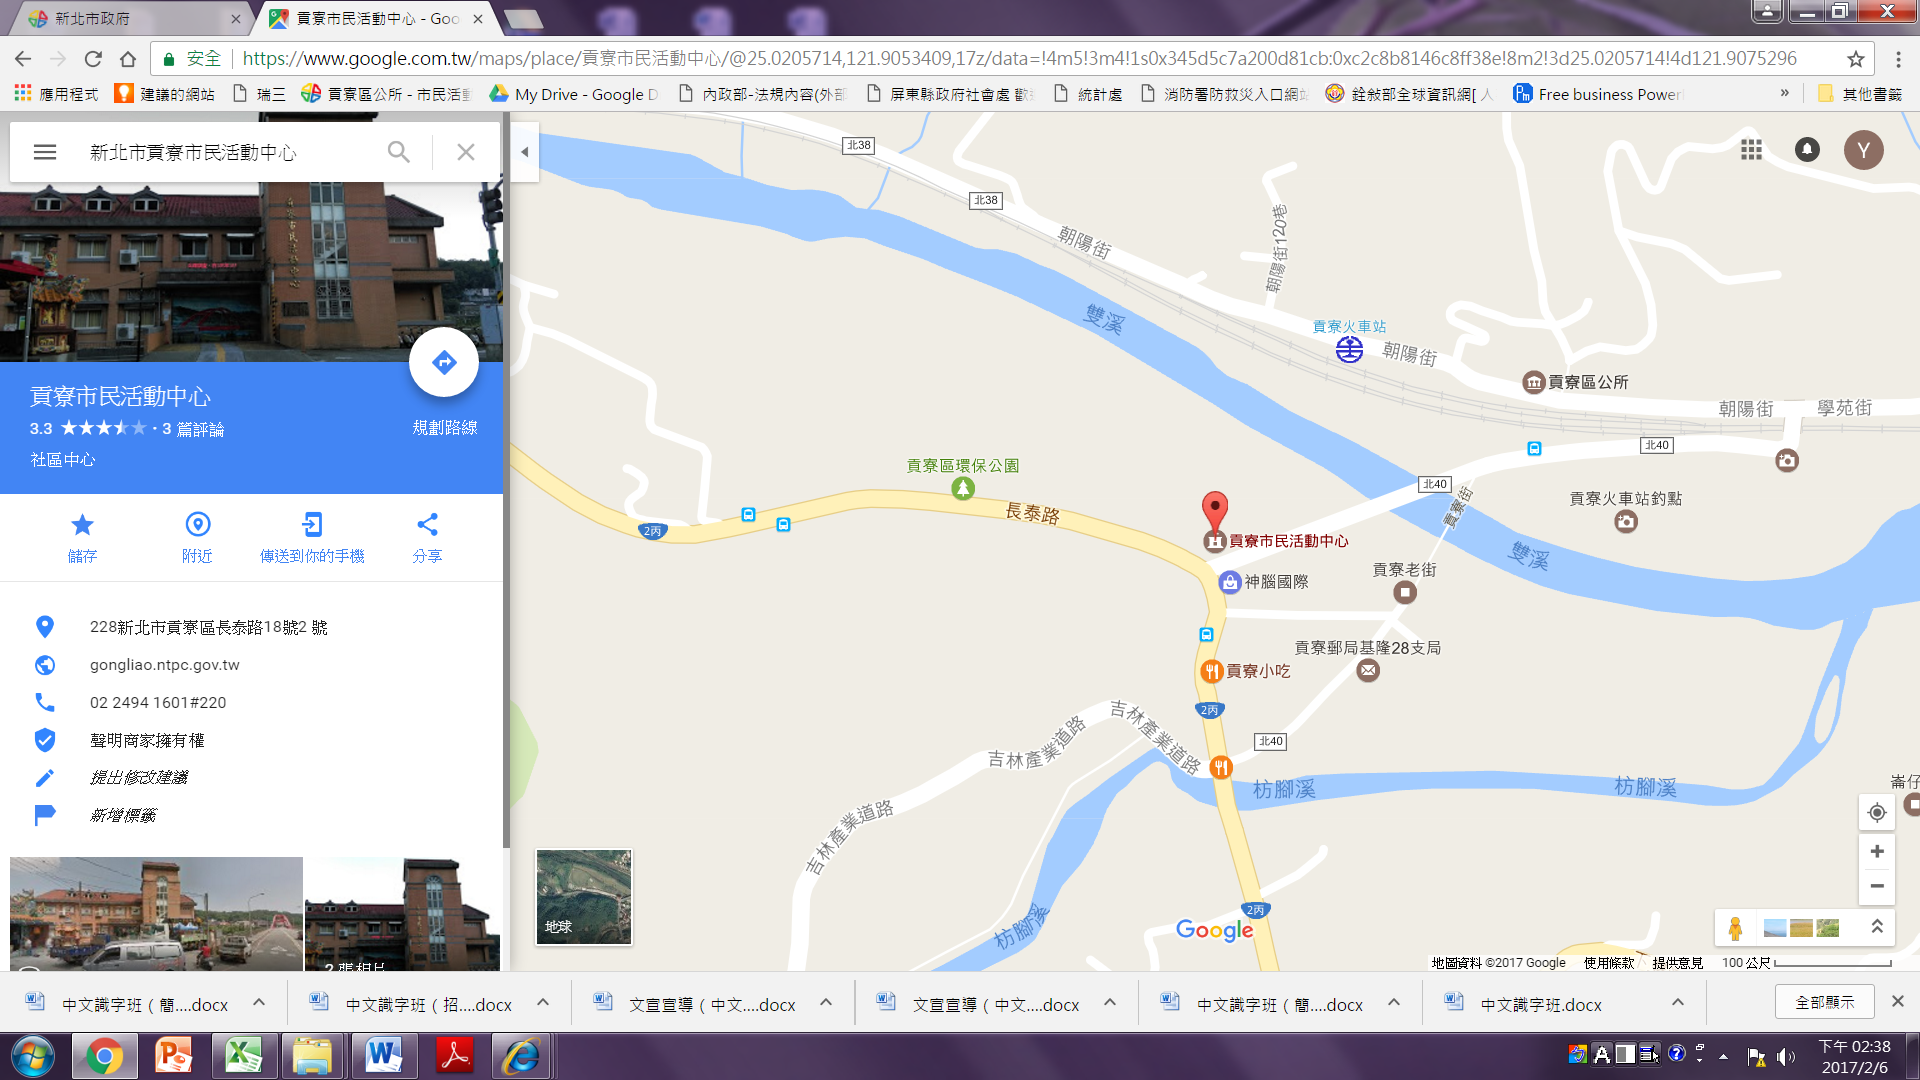 新北市政府
貢寮市民活動中心 - Goo
安全
https://www.google.com.tw/maps/place/貢寮市民活動中心/@25.0205714,121.9053409,17z/data=!4m5!3m4!1s0x345d5c7a200d81cb:0xc2c8b8146c8ff38e!8m2!3d25.0205714!4d121.9075296
應用程式
建議的網站
瑞三
貢寮區公所 - 市民活動
My Drive - Google D
內政部-法規內容(外部
屏東縣政府社會處
統計處
消防署防救災入口網站
銓敘部全球資訊網[ 人
Free business Power
»
其他書籤
新北市貢寮市民活動中心
貢寮市民活動中心
3.3
· 3 篇評論
社區中心
規劃路線
儲存
附近
傳送到你的手機
分享
228新北市貢寮區長泰路18號2 號
gongliao.ntpc.gov.tw
02 2494 1601#220
聲明商家擁有權
提出修改建議
新增標籤
2 張相片
北38
北38
朝陽街
朝陽街120巷
雙溪
貢寮火車站
朝陽街
貢寮區公所
朝陽街
學苑街
北40
北40
貢寮街
貢寮火車站釣點
貢寮區環保公園
長泰路
2丙
貢寮市民活動中心
雙溪
神腦國際
貢寮老街
貢寮郵局基隆28支局
貢寮小吃
2丙
吉林產業道路
吉林產業道路
北40
枋腳溪
枋腳溪
崙仔
吉林產業道路
枋腳溪
2丙
地球
Google
Y
地圖資料 ©2017 Google
使用條款
提供意見
100 公尺
中文識字班（簡....docx
中文識字班（招....docx
文宣宣導（中文....docx
文宣宣導（中文....docx
中文識字班（簡....docx
中文識字班.docx
全部顯示
下午 02:38
2017/2/6